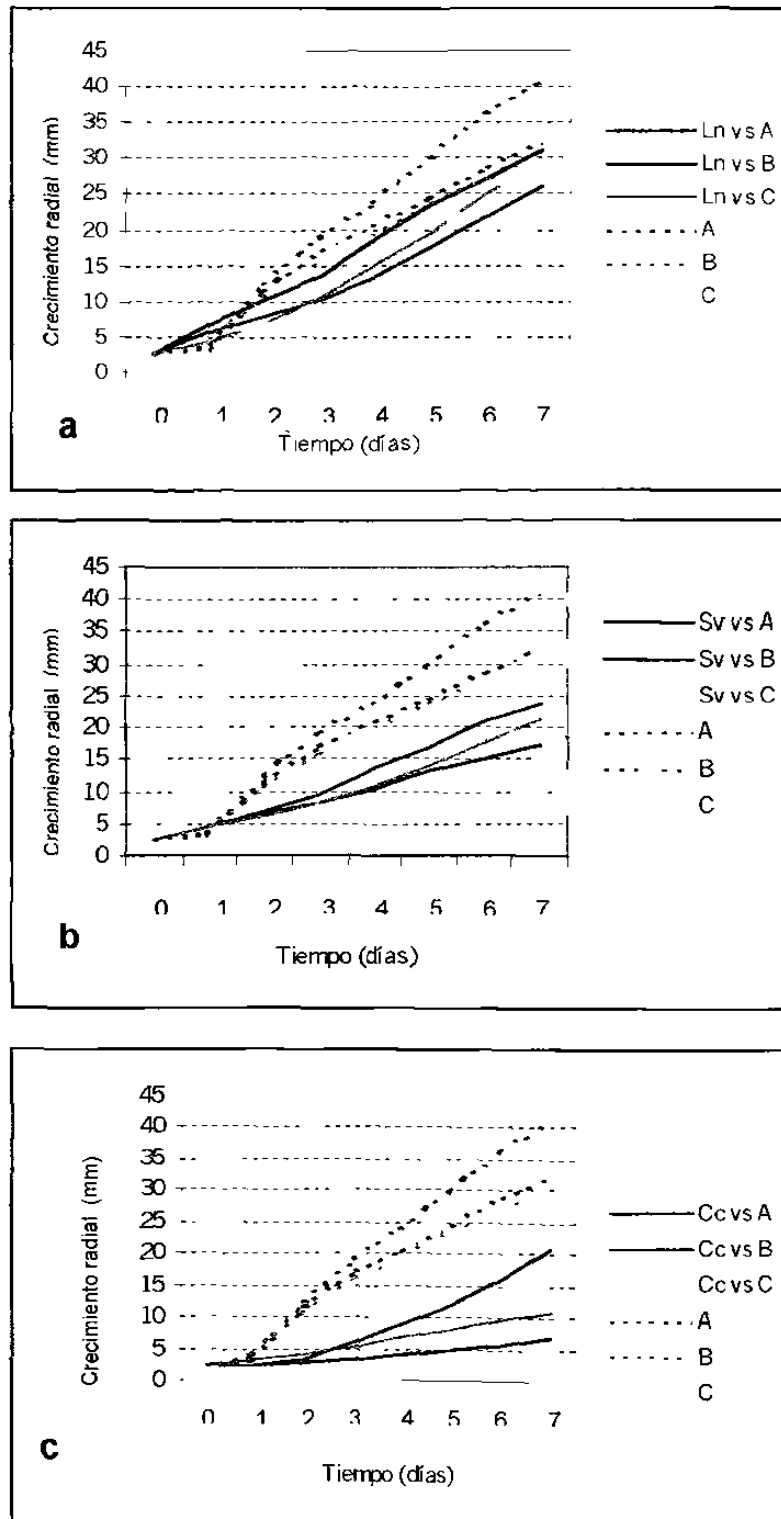 45
40
35
30
25
20
15
10
5
0
Crecimiento radial (mm)
0 1 2 3 4 5 6 7
Tiempo (días)
a
Ln vs A
Ln vs B
Ln vs C
A
B
C
45
40
35
30
25
20
15
10
5
0
Crecimiento radial (mm)
0 1 2 3 4 5 6 7
Tiempo (días)
b
Sv vs A
Sv vs B
Sv vs C
A
B
C
45
40
35
30
25
20
15
10
5
0
Crecimiento radial (mm)
0 1 2 3 4 5 6 7
Tiempo (días)
c
Cc vs A
Cc vs B
Cc vs C
A
B
C